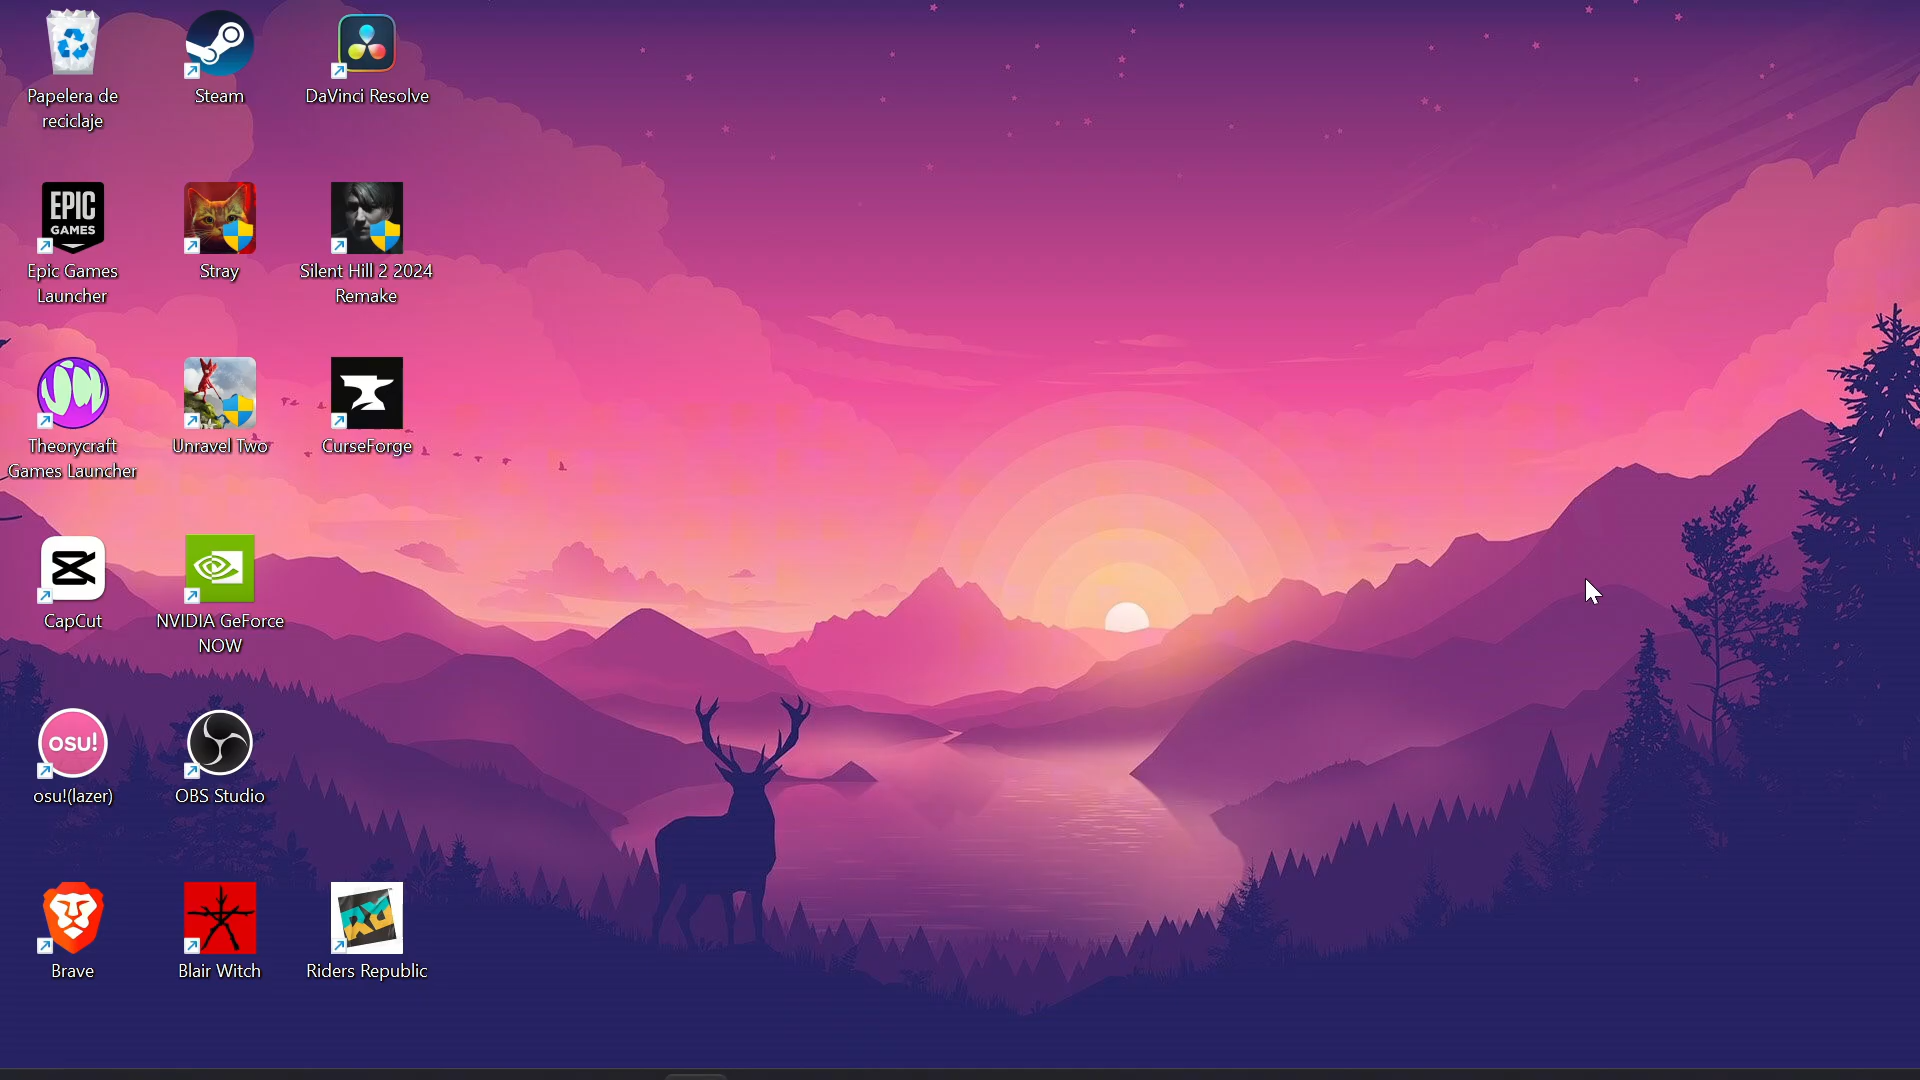 Papelera de
reciclaje
Steam
DaVinci Resolve
EPIC
GAMES
Epic Games
Launcher
Stray
Silent Hill 2 2024
Remake
Theorycraft
Games Launcher
Unravel Two
CurseForge
CapCut
NVIDIA GeForce
NOW
osu!
osu!(lazer)
OBS Studio
Brave
Blair Witch
RR
Riders Republic